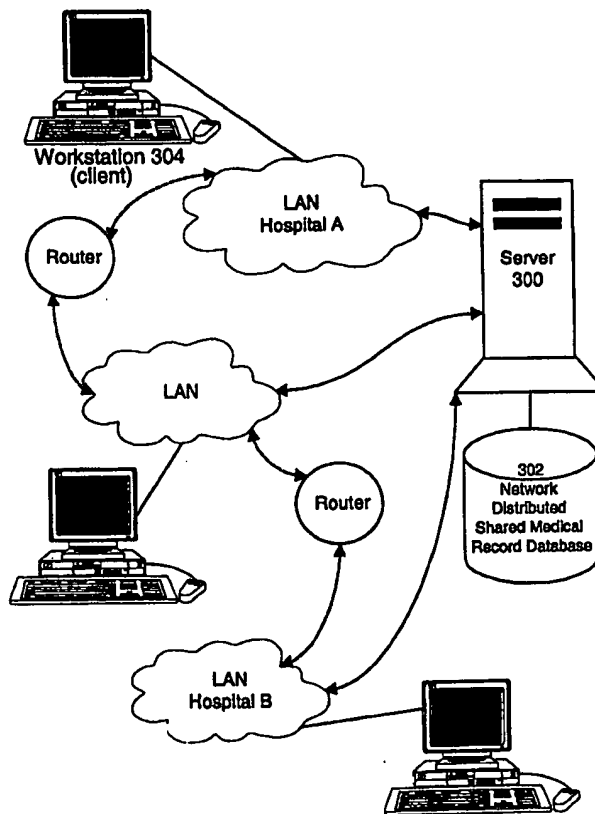 Workstation 304
(client)
LAN
Hospital A
Router
Server
300
LAN
302
Network
Distributed
Shared Medical
Record Database
Router
LAN
Hospital B